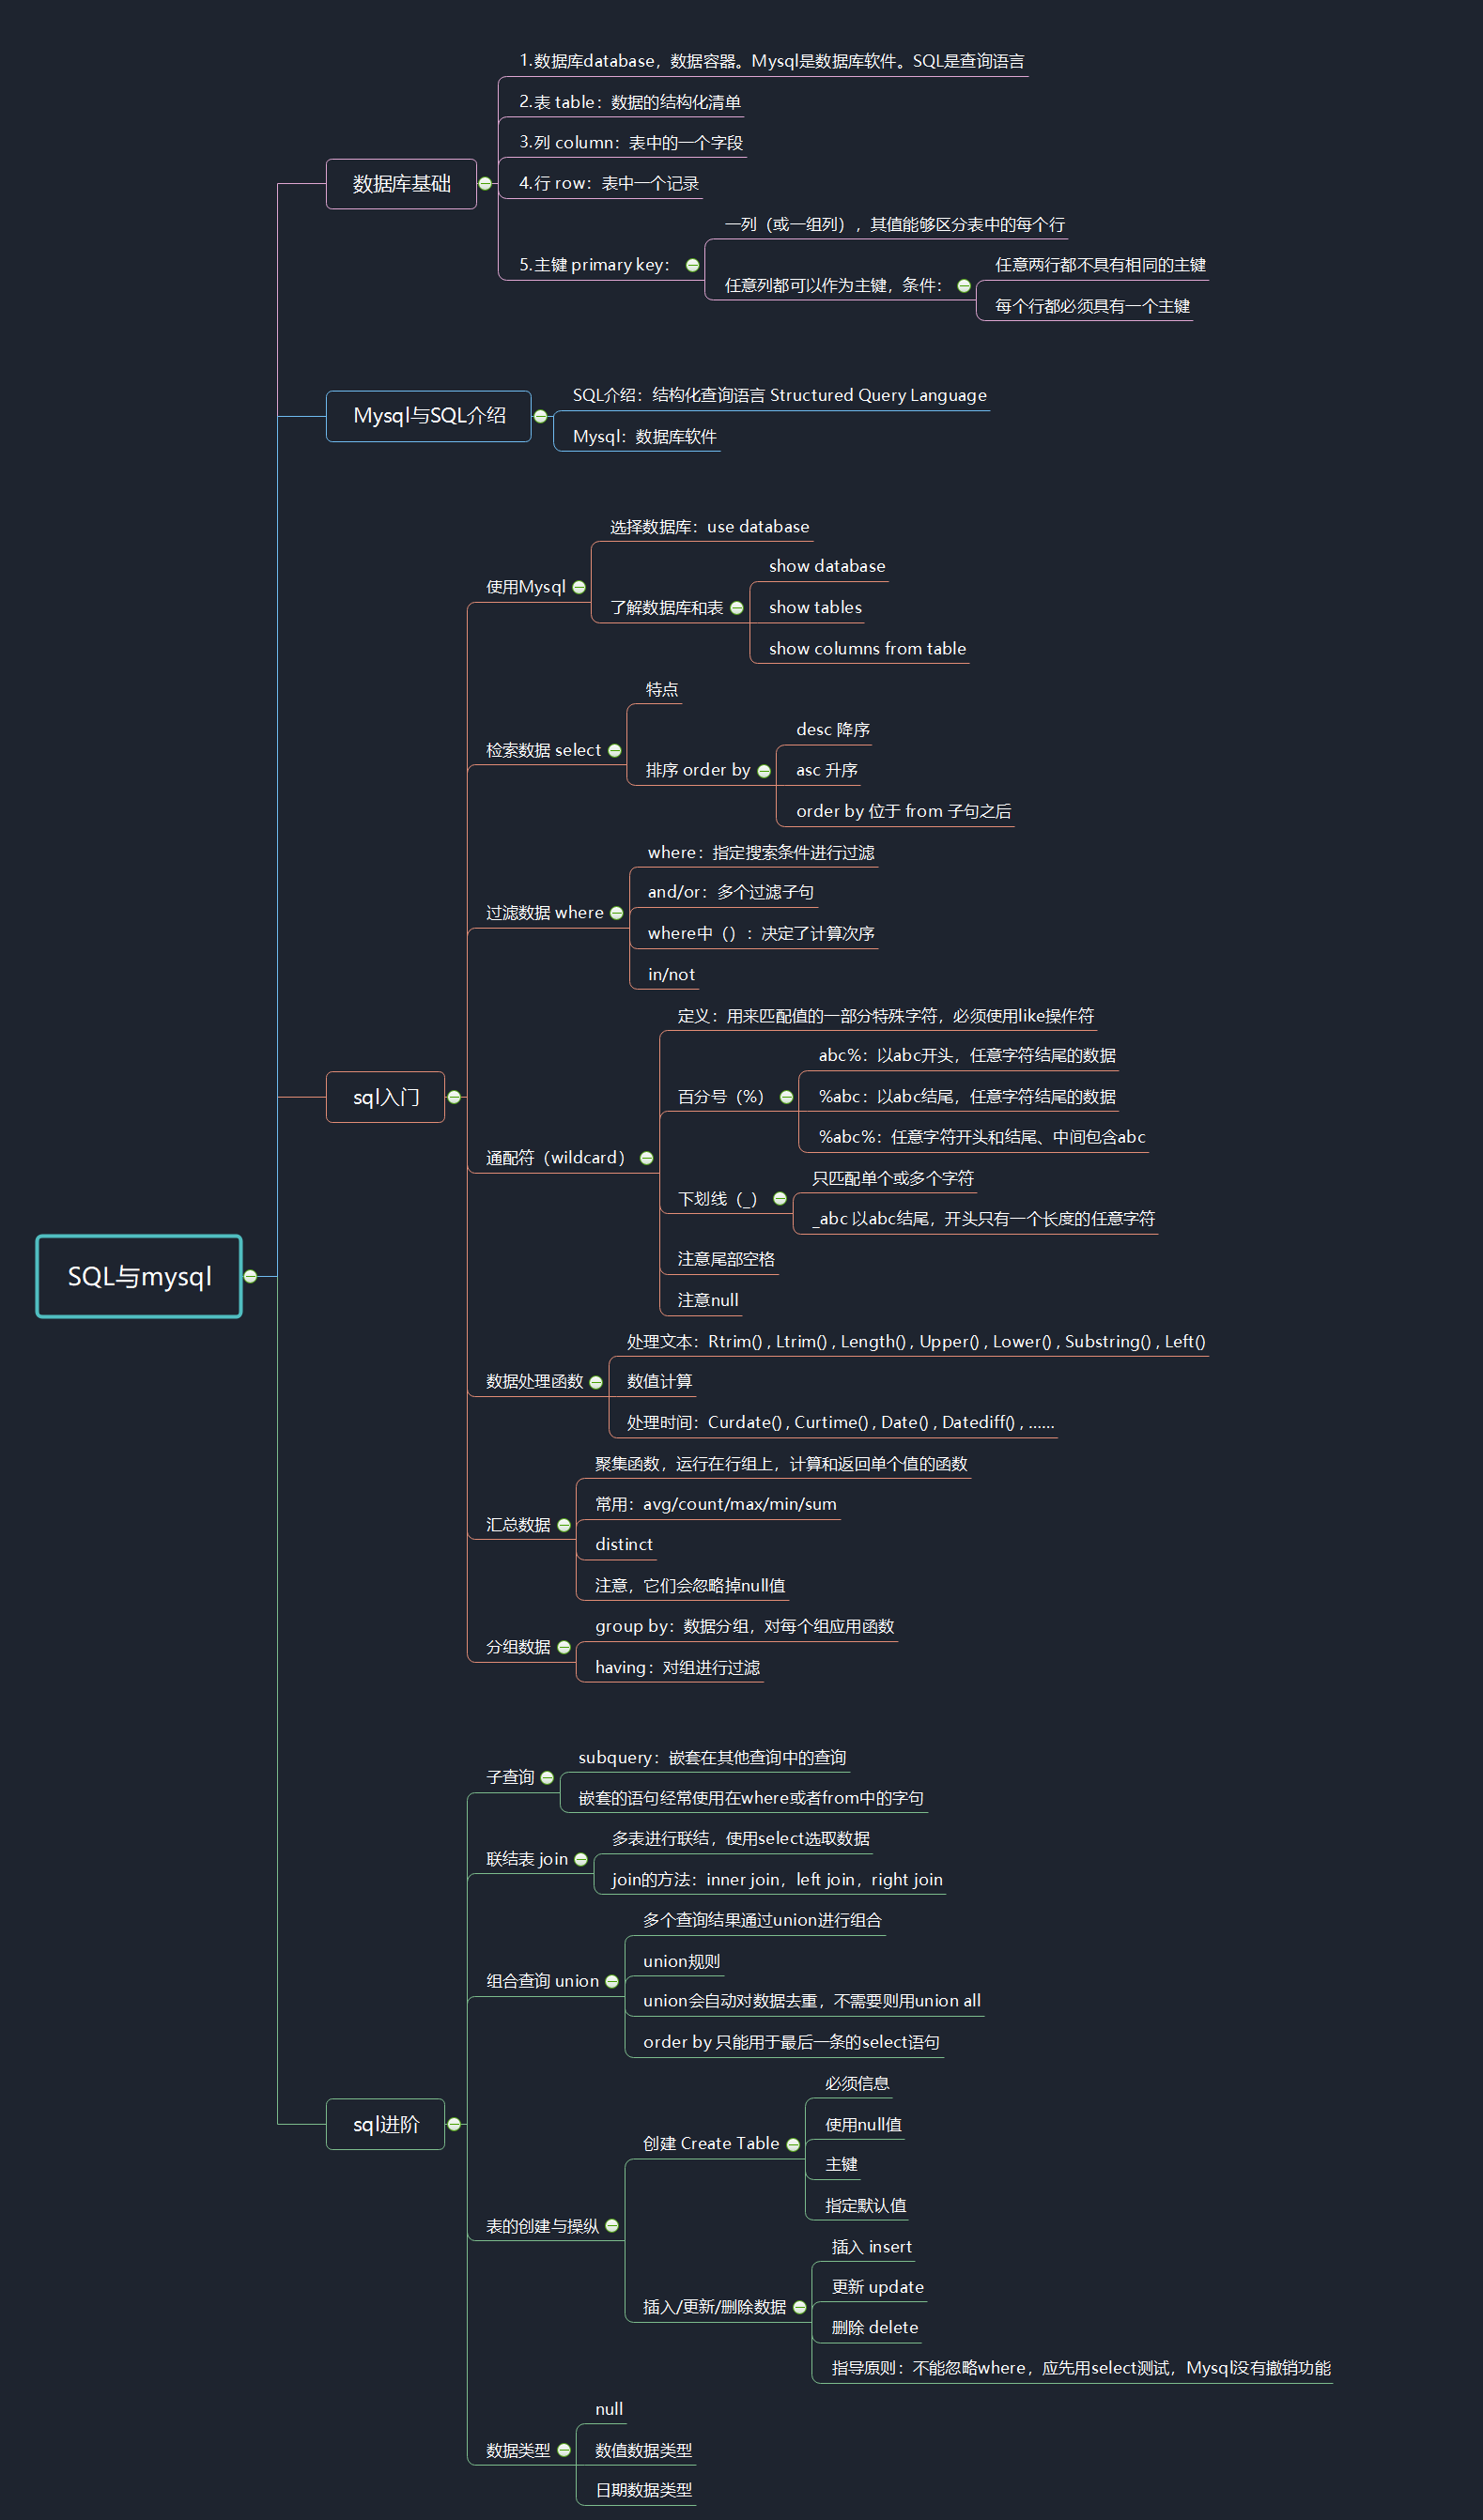 SQL与mysql
数据库基础
1.数据库database，数据容器。Mysql是数据库软件。SQL是查询语言
2.表 table：数据的结构化清单
3.列 column：表中的一个字段
4.行 row：表中一个记录
5.主键 primary key：
一列（或一组列），其值能够区分表中的每个行
任意列都可以作为主键，条件：
任意两行都不具有相同的主键
每个行都必须具有一个主键
Mysql与SQL介绍
SQL介绍：结构化查询语言 Structured Query Language
Mysql：数据库软件
sql入门
使用Mysql
选择数据库：use database
了解数据库和表
show database
show tables
show columns from table
检索数据 select
特点
排序 order by
desc 降序
asc 升序
order by 位于 from 子句之后
过滤数据 where
where：指定搜索条件进行过滤
and/or：多个过滤子句
where中（）：决定了计算次序
in/not
通配符（wildcard）
定义：用来匹配值的一部分特殊字符，必须使用like操作符
百分号（%）
abc%：以abc开头，任意字符结尾的数据
%abc：以abc结尾，任意字符结尾的数据
%abc%：任意字符开头和结尾、中间包含abc
下划线（_）
只匹配单个或多个字符
_abc 以abc结尾，开头只有一个长度的任意字符
注意尾部空格
注意null
数据处理函数
处理文本：Rtrim() , Ltrim() , Length() , Upper() , Lower() , Substring() , Left()
数值计算
处理时间：Curdate() , Curtime() , Date() , Datediff() , ......
汇总数据
聚集函数，运行在行组上，计算和返回单个值的函数
常用：avg/count/max/min/sum
distinct
注意，它们会忽略掉null值
分组数据
group by：数据分组，对每个组应用函数
having：对组进行过滤
sql进阶
子查询
subquery：嵌套在其他查询中的查询
嵌套的语句经常使用在where或者from中的字句
联结表 join
多表进行联结，使用select选取数据
join的方法：inner join，left join，right join
组合查询 union
多个查询结果通过union进行组合
union规则
union会自动对数据去重，不需要则用union all
order by 只能用于最后一条的select语句
表的创建与操纵
创建 Create Table
必须信息
使用null值
主键
指定默认值
插入/更新/删除数据
插入 insert
更新 update
删除 delete
指导原则：不能忽略where，应先用select测试，Mysql没有撤销功能
数据类型
null
数值数据类型
日期数据类型